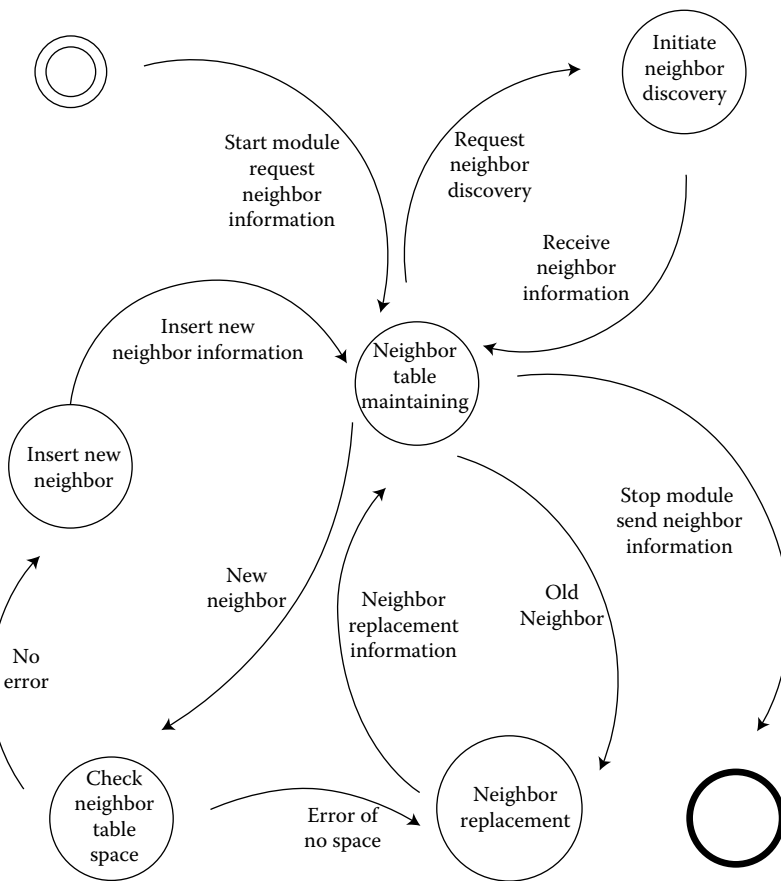 Initiate
neighbor
discovery
Start module
request
neighbor
information
Request
neighbor
discovery
Receive
neighbor
information
Insert new
neighbor information
Neighbor
table
maintaining
Insert new
neighbor
Stop module
send neighbor
information
New
neighbor
Neighbor
replacement
information
Old
Neighbor
No
error
Check
neighbor
table
space
Error of
no space
Neighbor
replacement